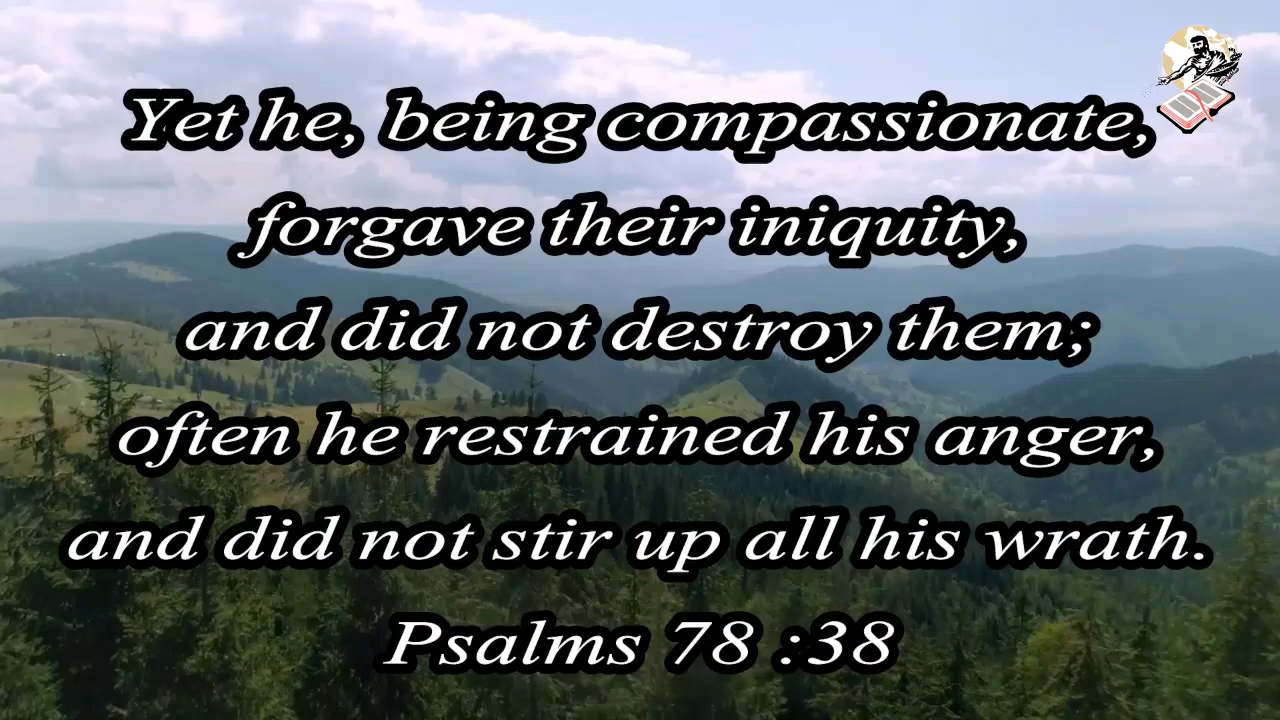 Yet he, being compassionate,
forgave their iniquity,
and did not destroy them;
often he restrained his anger,
and did not stir up all his wrath.
Psalms 78 :38